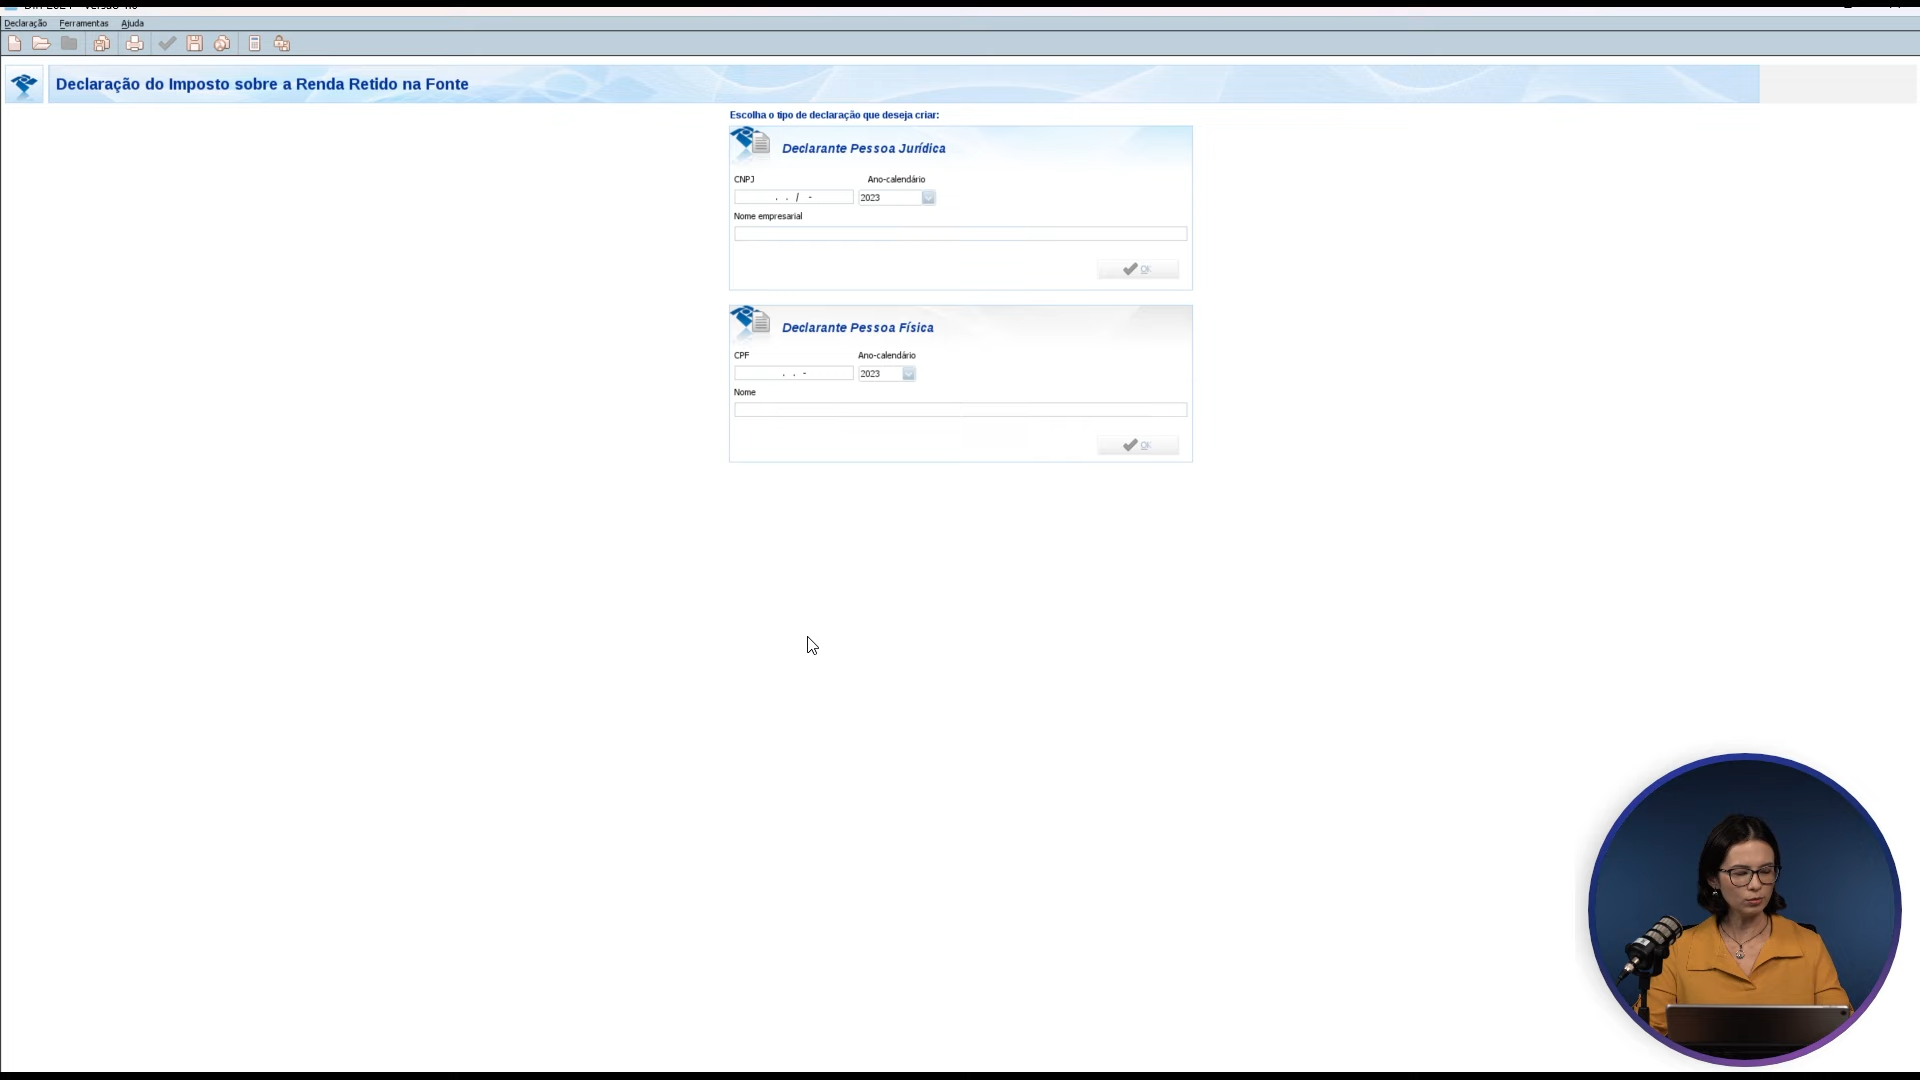 Declaração Ferramentas Ajuda
Declaração do Imposto sobre a Renda Retido na Fonte
Escolha o tipo de declaração que deseja criar:
Declarante Pessoa Jurídica
CNPJ Ano-calendário
. . / - 2023
Nome empresarial
OK
Declarante Pessoa Física
CPF Ano-calendário
. . - 2023
Nome
OK